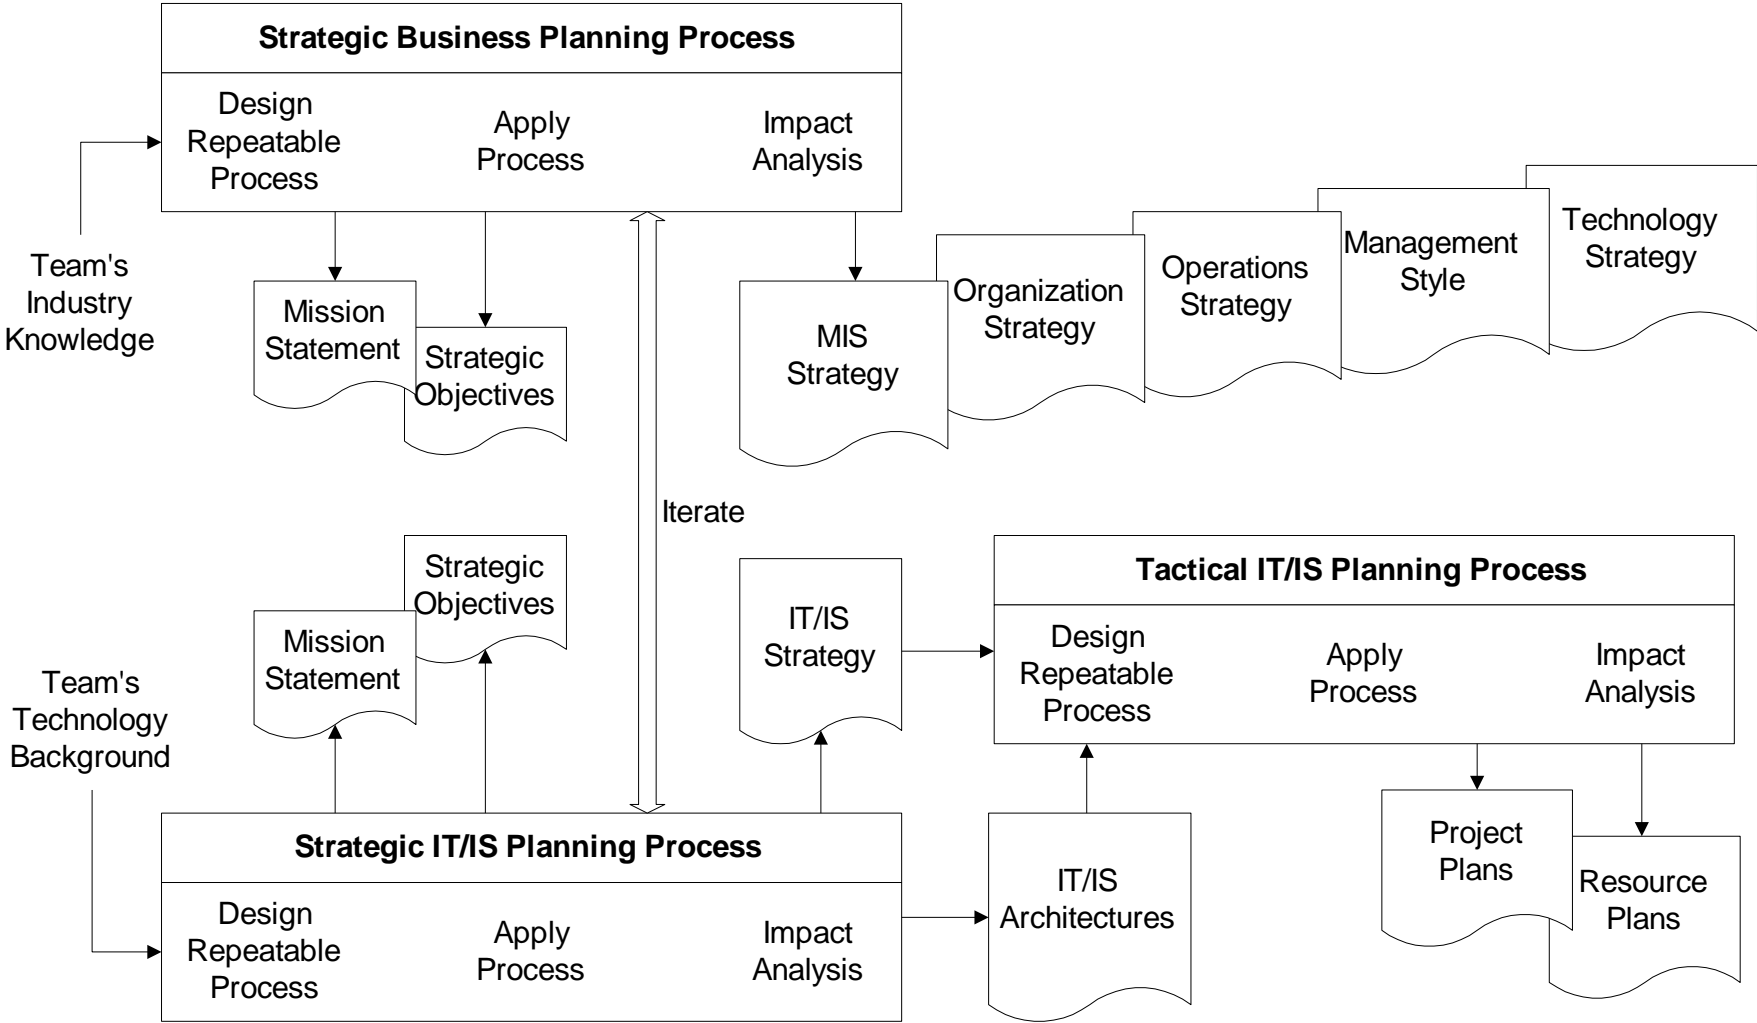 Strategic Business Planning Process
Design
Repeatable
Process
Apply
Process
Impact
Analysis
Team's
Industry
Knowledge
Mission
Statement
Strategic
Objectives
MIS
Strategy
Organization
Strategy
Operations
Strategy
Management
Style
Technology
Strategy
Iterate
Strategic
Objectives
Mission
Statement
Team's
Technology
Background
IT/IS
Strategy
Tactical IT/IS Planning Process
Design
Repeatable
Process
Apply
Process
Impact
Analysis
Strategic IT/IS Planning Process
Design
Repeatable
Process
Apply
Process
Impact
Analysis
IT/IS
Architectures
Project
Plans
Resource
Plans